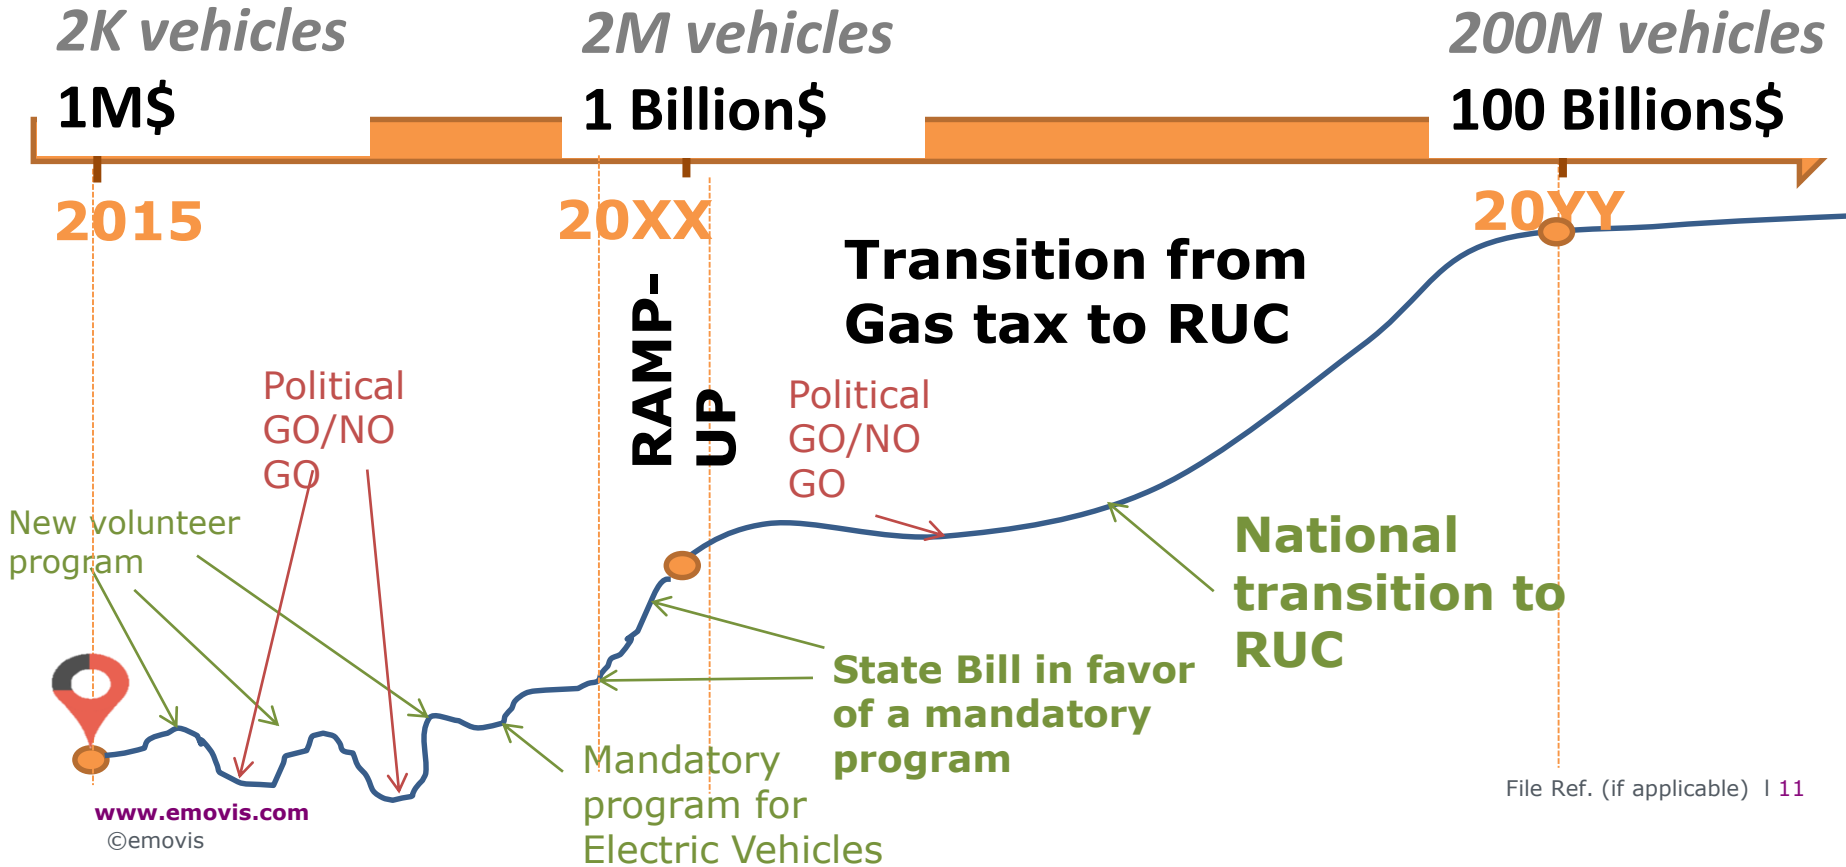 2K vehicles
2M vehicles
200M vehicles
1M$
1 Billion$
100 Billions$
2015
20XX
20YY
Transition from
Gas tax to RUC
RAMP-
UP
Political
GO/NO
GO
Political
GO/NO
GO
New volunteer
program
National
transition to
RUC
State Bill in favor
of a mandatory
program
Mandatory
program for
Electric Vehicles
www.emovis.com
©emovis
File Ref. (if applicable) I 11